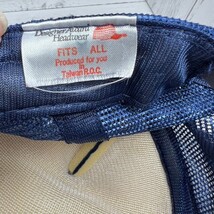 Designer Award
Headwear
FITS ALL
Produced for you
in
Taiwan R.O.C.